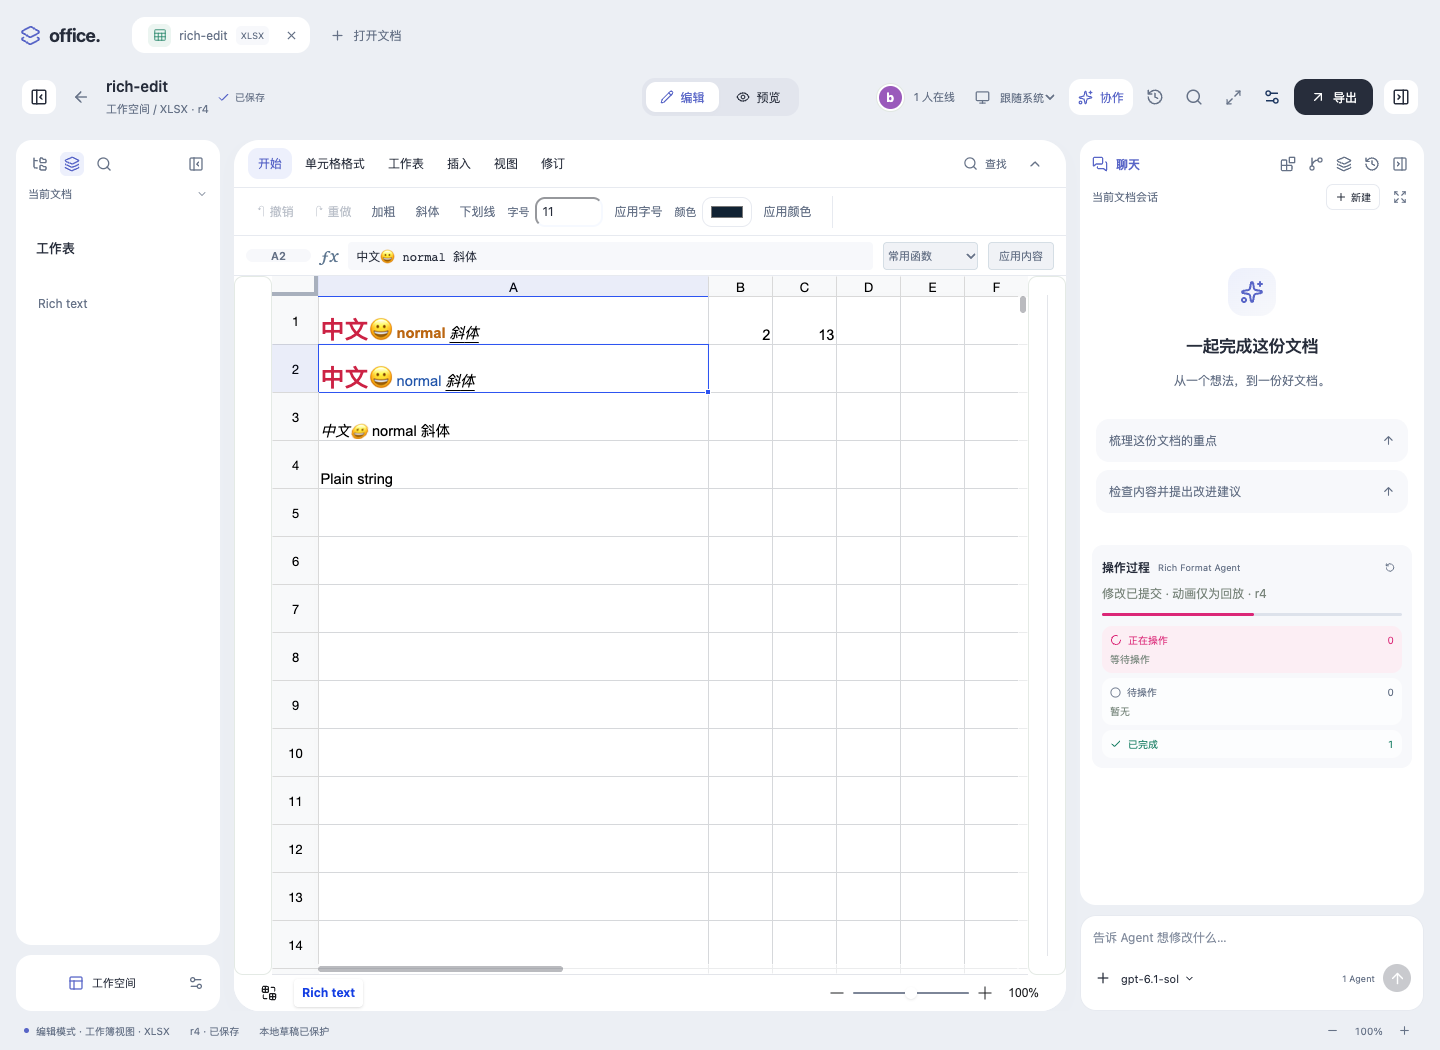 office.
rich-edit XLSX
打开文档
rich-edit
工作空间 / XLSX · r4
已保存
编辑
预览
b
1 人在线
跟随系统
协作
导出
当前文档
工作表
Rich text
工作空间
开始 单元格格式 工作表 插入 视图 修订
查找
撤销 重做 加粗 斜体 下划线 字号 11 应用字号 颜色 应用颜色
A2 fx 中文😀 normal 斜体
常用函数 应用内容
A B C D E F
1 中文😀 normal 斜体 2 13
2 中文😀 normal 斜体
3 中文😀 normal 斜体
4 Plain string
5
6
7
8
9
10
11
12
13
14
Rich text
100%
聊天
当前文档会话
新建
一起完成这份文档
从一个想法，到一份好文档。
梳理这份文档的重点
检查内容并提出改进建议
操作过程 Rich Format Agent
修改已提交 · 动画仅为回放 · r4
正在操作 0
等待操作
待操作 0
暂无
已完成 1
告诉 Agent 想修改什么...
gpt-6.1-sol
1 Agent
编辑模式 · 工作簿视图 · XLSX
r4 · 已保存
本地草稿已保护
100%